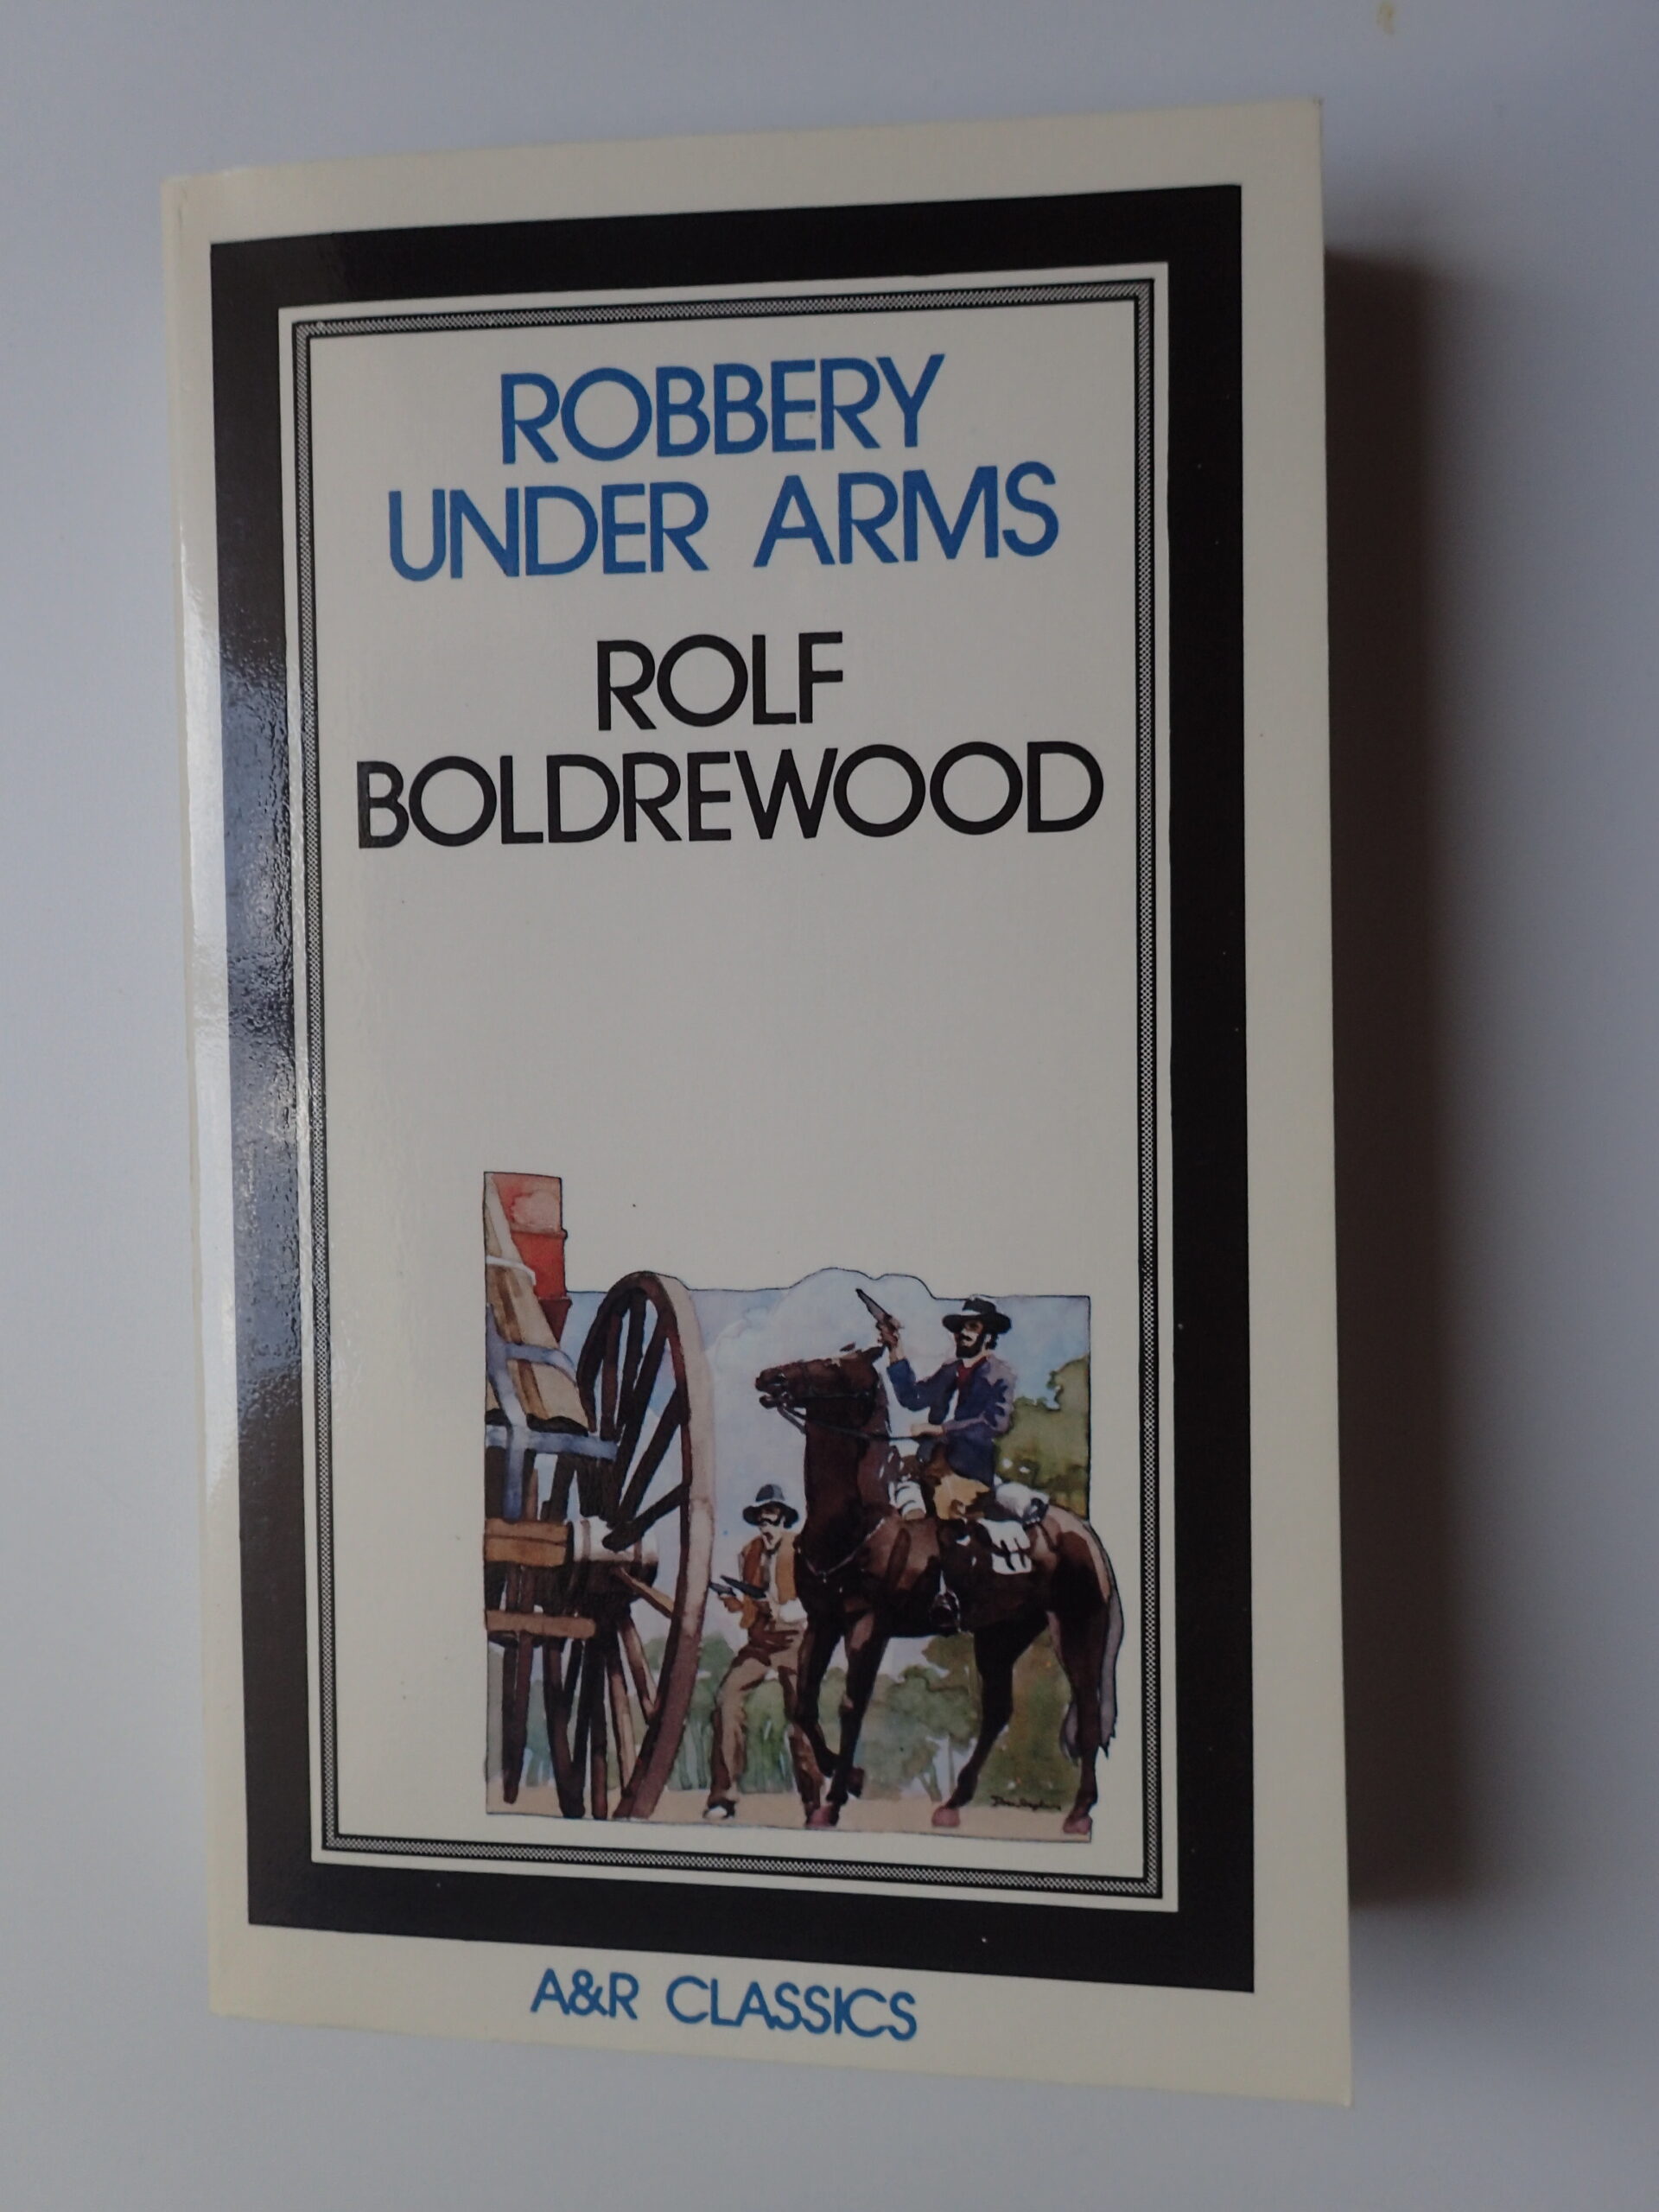 ROBBERY
UNDER ARMS
ROLF
BOLDREWOOD
A&R CLASSICS